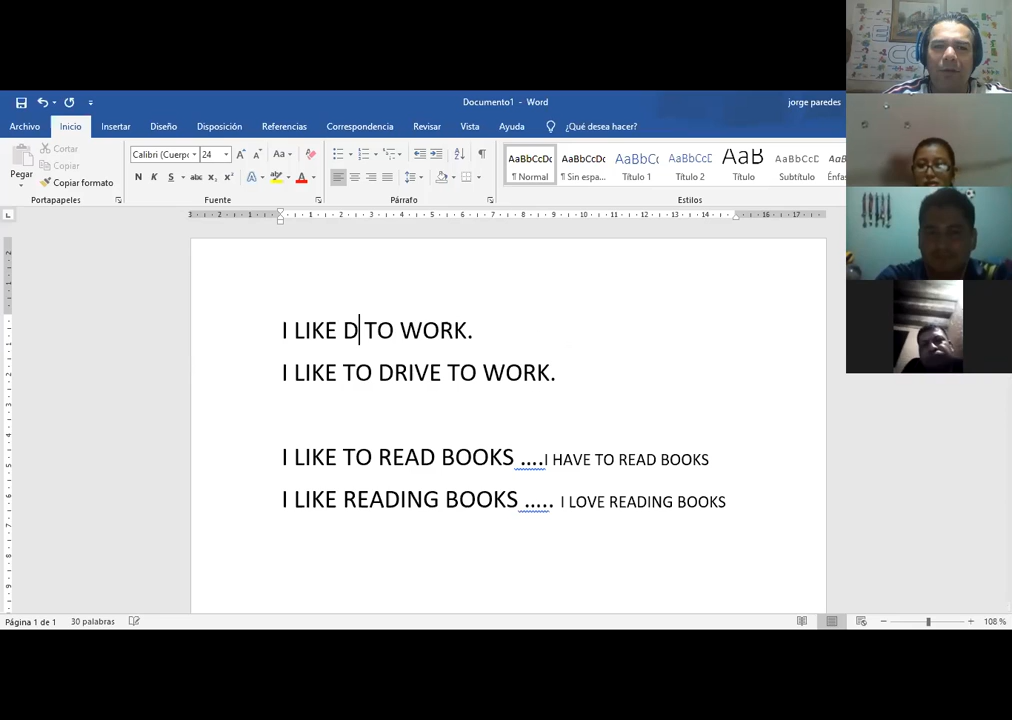 Documento1 - Word
jorge paredes
Archivo Inicio Insertar Diseño Disposición Referencias Correspondencia Revisar Vista Ayuda ¿Qué desea hacer?
Pegar
Cortar
Copiar
Copiar formato
Calibri (Cuerpo 24
AaBbCcDc AaBbCcDc AaBbC( AaBbCcD AaB AaBbCcD
¶ Normal ¶ Sin espa... Título 1 Título 2 Título Subtítulo Énfas
Portapapeles Fuente Párrafo Estilos
I LIKE D TO WORK.
I LIKE TO DRIVE TO WORK.
I LIKE TO READ BOOKS ....I HAVE TO READ BOOKS
I LIKE READING BOOKS ..... I LOVE READING BOOKS
Página 1 de 1 30 palabras 108 %